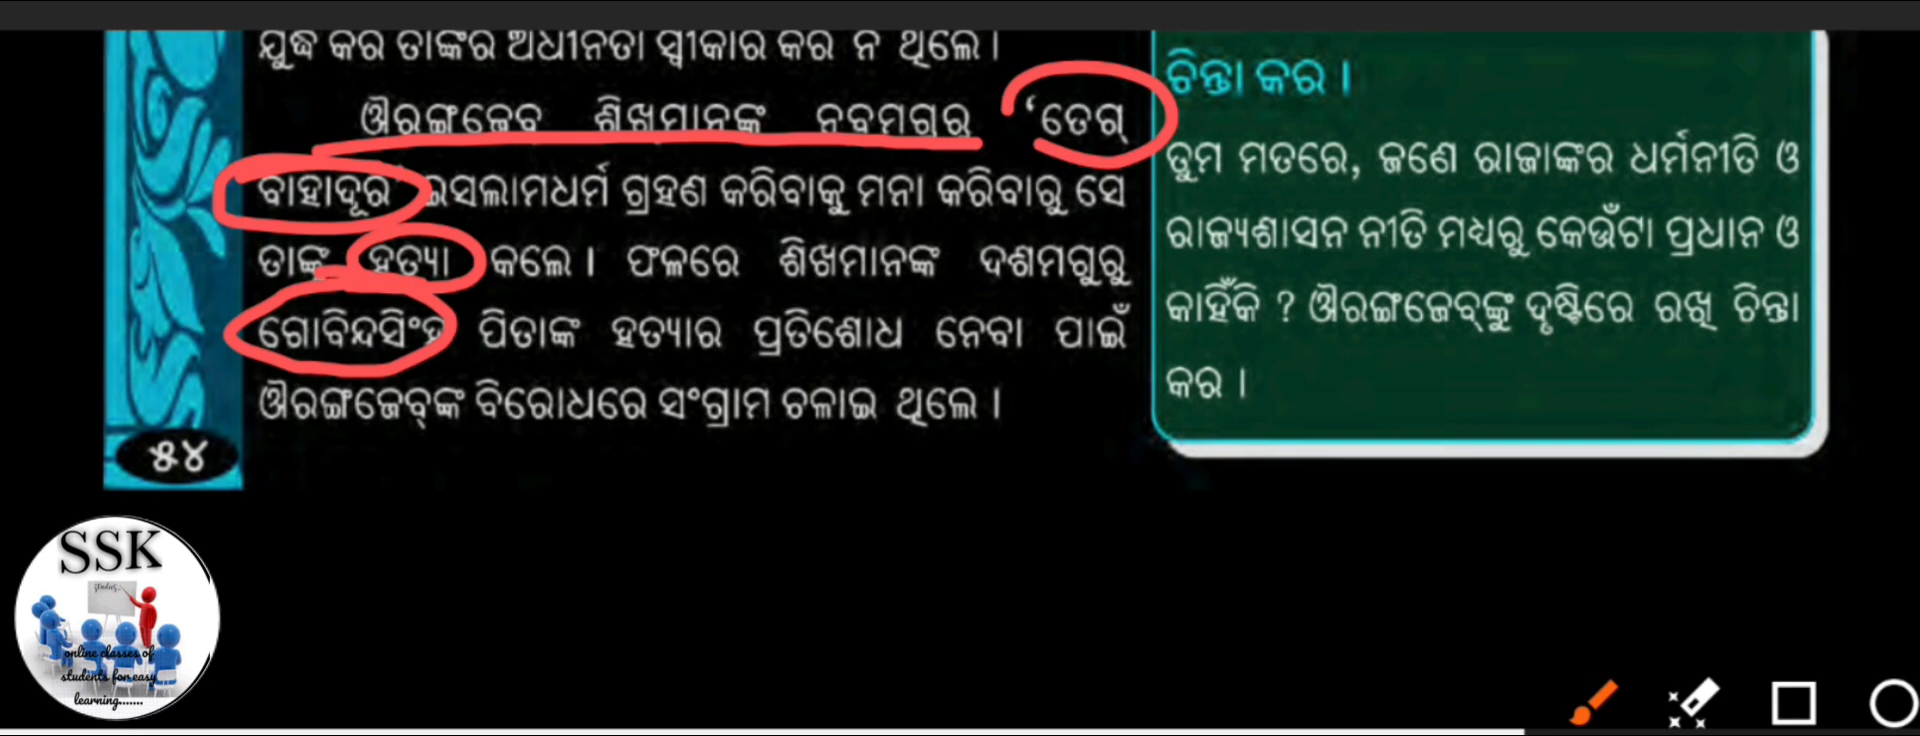 ଯୁଦ୍ଧ କରି ତାଙ୍କର ଅଧୀନତା ସ୍ୱୀକାର କରି ନ ଥିଲେ ।
ଔରଙ୍ଗଜେବ ଶିଖମାନଙ୍କ ନବମଗୁରୁ ‘ତେଗ୍
ବାହାଦୂର ଇସଲାମଧର୍ମ ଗ୍ରହଣ କରିବାକୁ ମନା କରିବାରୁ ସେ
ତାଙ୍କୁ ହତ୍ୟା କଲେ । ଫଳରେ ଶିଖମାନଙ୍କ ଦଶମଗୁରୁ
ଗୋବିନ୍ଦସିଂହ ପିତାଙ୍କ ହତ୍ୟାର ପ୍ରତିଶୋଧ ନେବା ପାଇଁ
ଔରଙ୍ଗଜେବ୍‌ଙ୍କ ବିରୋଧରେ ସଂଗ୍ରାମ ଚଳାଇ ଥିଲେ ।
୫୪
ଚିନ୍ତା କର ।
ତୁମ ମତରେ, ଜଣେ ରାଜାଙ୍କର ଧର୍ମନୀତି ଓ
ରାଜ୍ୟଶାସନ ନୀତି ମଧ୍ୟରୁ କେଉଁଟା ପ୍ରଧାନ ଓ
କାହିଁକି ? ଔରଙ୍ଗଜେବ୍‌ଙ୍କୁ ଦୃଷ୍ଟିରେ ରଖି ଚିନ୍ତା
କର ।
SSK
studies...
online classes of
students for easy
learning.......